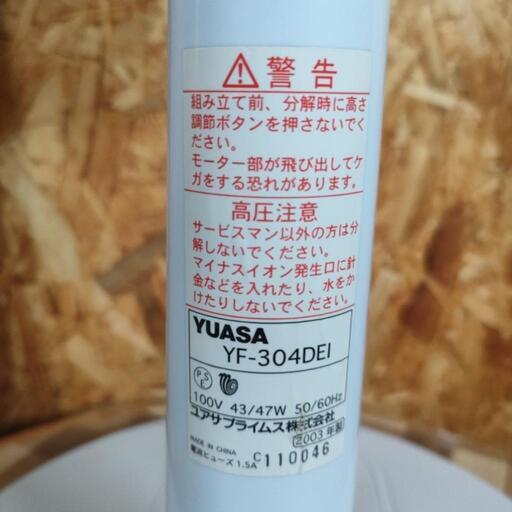 警告
組み立て前、分解時に高さ
調節ボタンを押さないでく
ださい。
モーター部が飛び出してケ
ガをする恐れがあります。
高圧注意
サービスマン以外の方は分
解しないでください。
マイナスイオン発生口に針
金などを入れたり、水をか
けたりしないでください。
YUASA
YF-304DEI
PSE
100V 43/47W 50/60Hz
ユアサプライムス株式会社
2003年製
MADE IN CHINA
電流ヒューズ1.5A
C110046